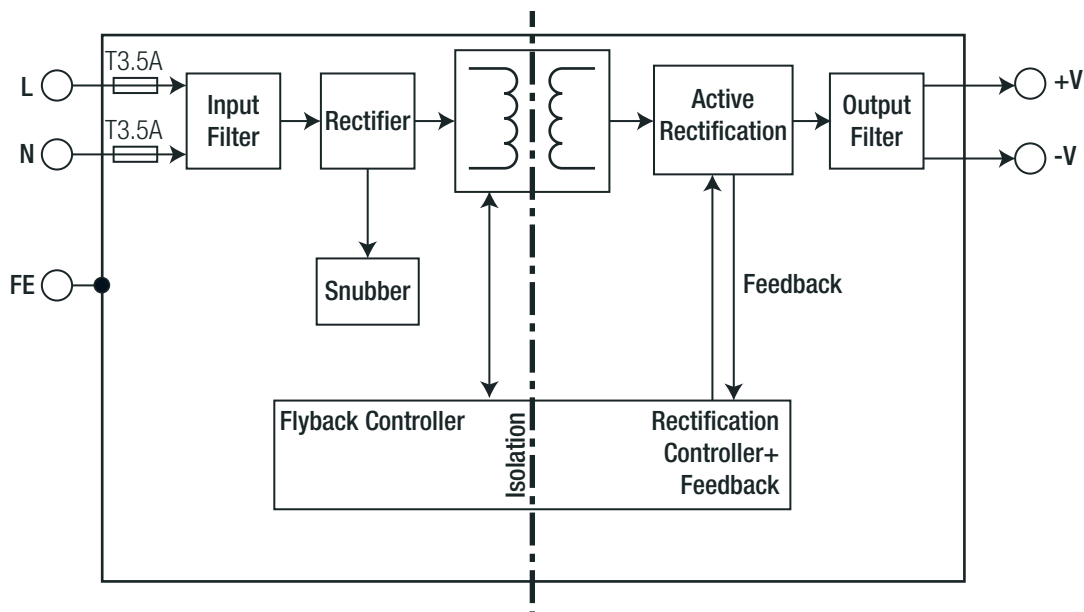 L
T3.5A
N
T3.5A
FE
Input
Filter
Rectifier
Snubber
Active
Rectification
Output
Filter
+V
-V
Feedback
Flyback Controller
Isolation
Rectification
Controller+
Feedback